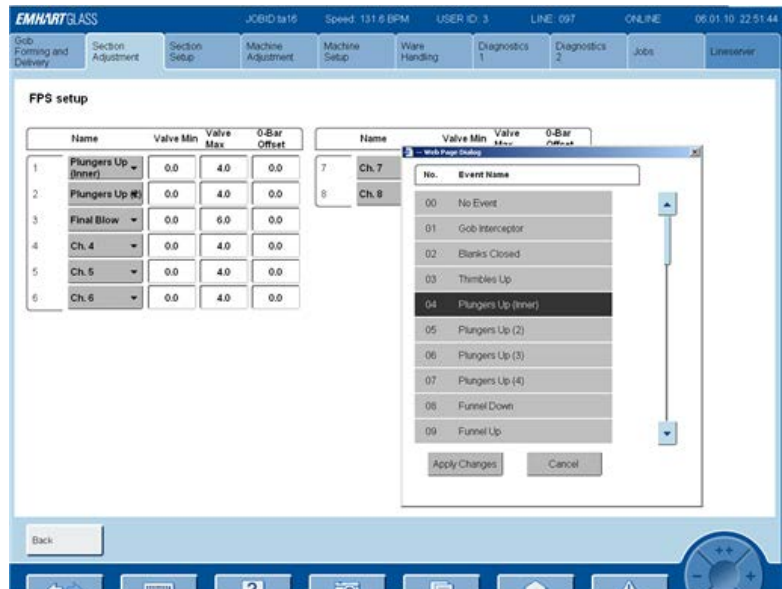 EMHART GLASS JOBID:ta16 Speed: 131.6 BPM USER ID: 3 LINE: 097 ONLINE 06.01.10 22:51:44
Gob Forming and Delivery
Section Adjustment
Section Setup
Machine Adjustment
Machine Setup
Ware Handling
Diagnostics 1
Diagnostics 2
Jobs
Lineserver
FPS setup
Name Valve Min Valve Max 0-Bar Offset
1 Plungers Up (Inner) 0.0 4.0 0.0
2 Plungers Up 0.0 4.0 0.0
3 Final Blow 0.0 6.0 0.0
4 Ch. 4 0.0 4.0 0.0
5 Ch. 5 0.0 4.0 0.0
6 Ch. 6 0.0 4.0 0.0
Name Valve Min Valve Max 0-Bar Offset
7 Ch. 7
8 Ch. 8
-- Web Page Dialog
No. Event Name
00 No Event
01 Gob Interceptor
02 Blanks Closed
03 Thimbles Up
04 Plungers Up (Inner)
05 Plungers Up (2)
06 Plungers Up (3)
07 Plungers Up (4)
08 Funnel Down
09 Funnel Up
Apply Changes Cancel
Back